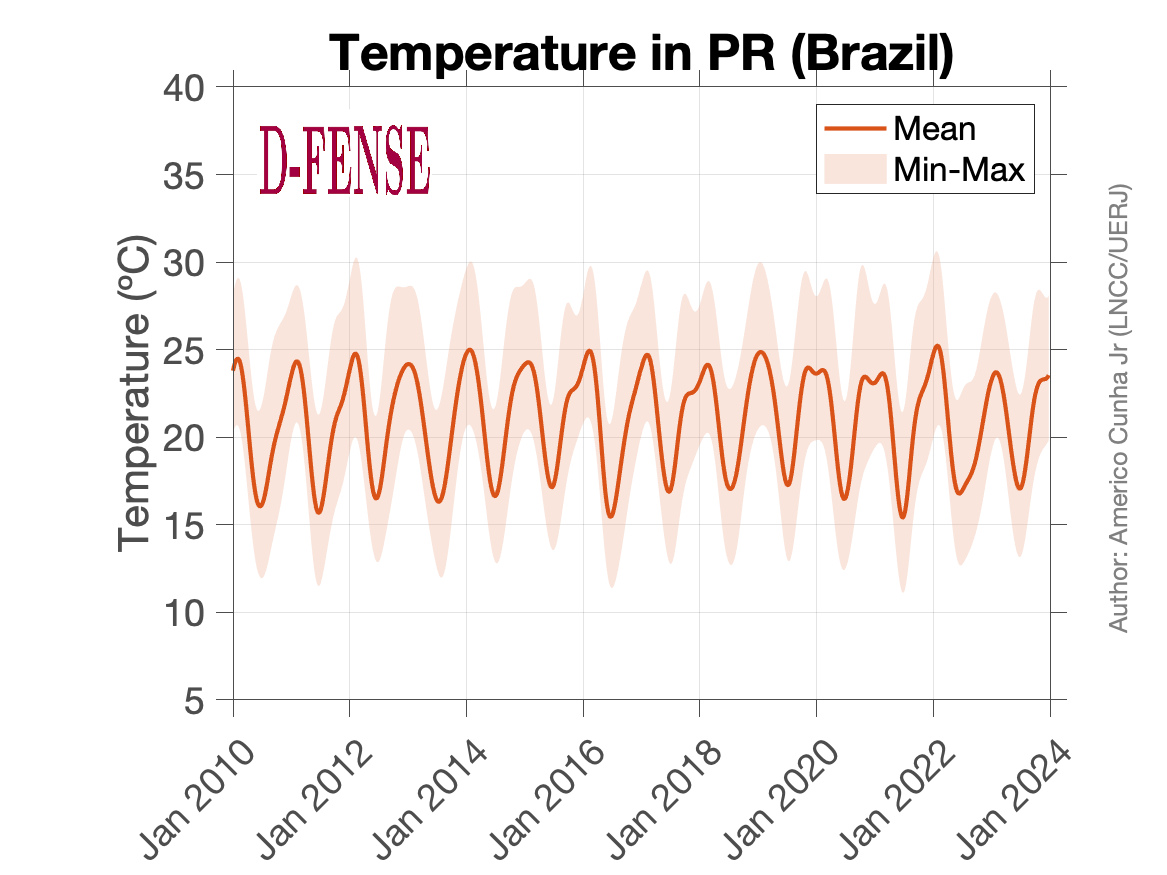 Temperature in PR (Brazil)
D-FENSE
Mean
Min-Max
Temperature (ºC)
40
35
30
25
20
15
10
5
Jan 2010
Jan 2012
Jan 2014
Jan 2016
Jan 2018
Jan 2020
Jan 2022
Jan 2024
Author: Americo Cunha Jr (LNCC/UERJ)